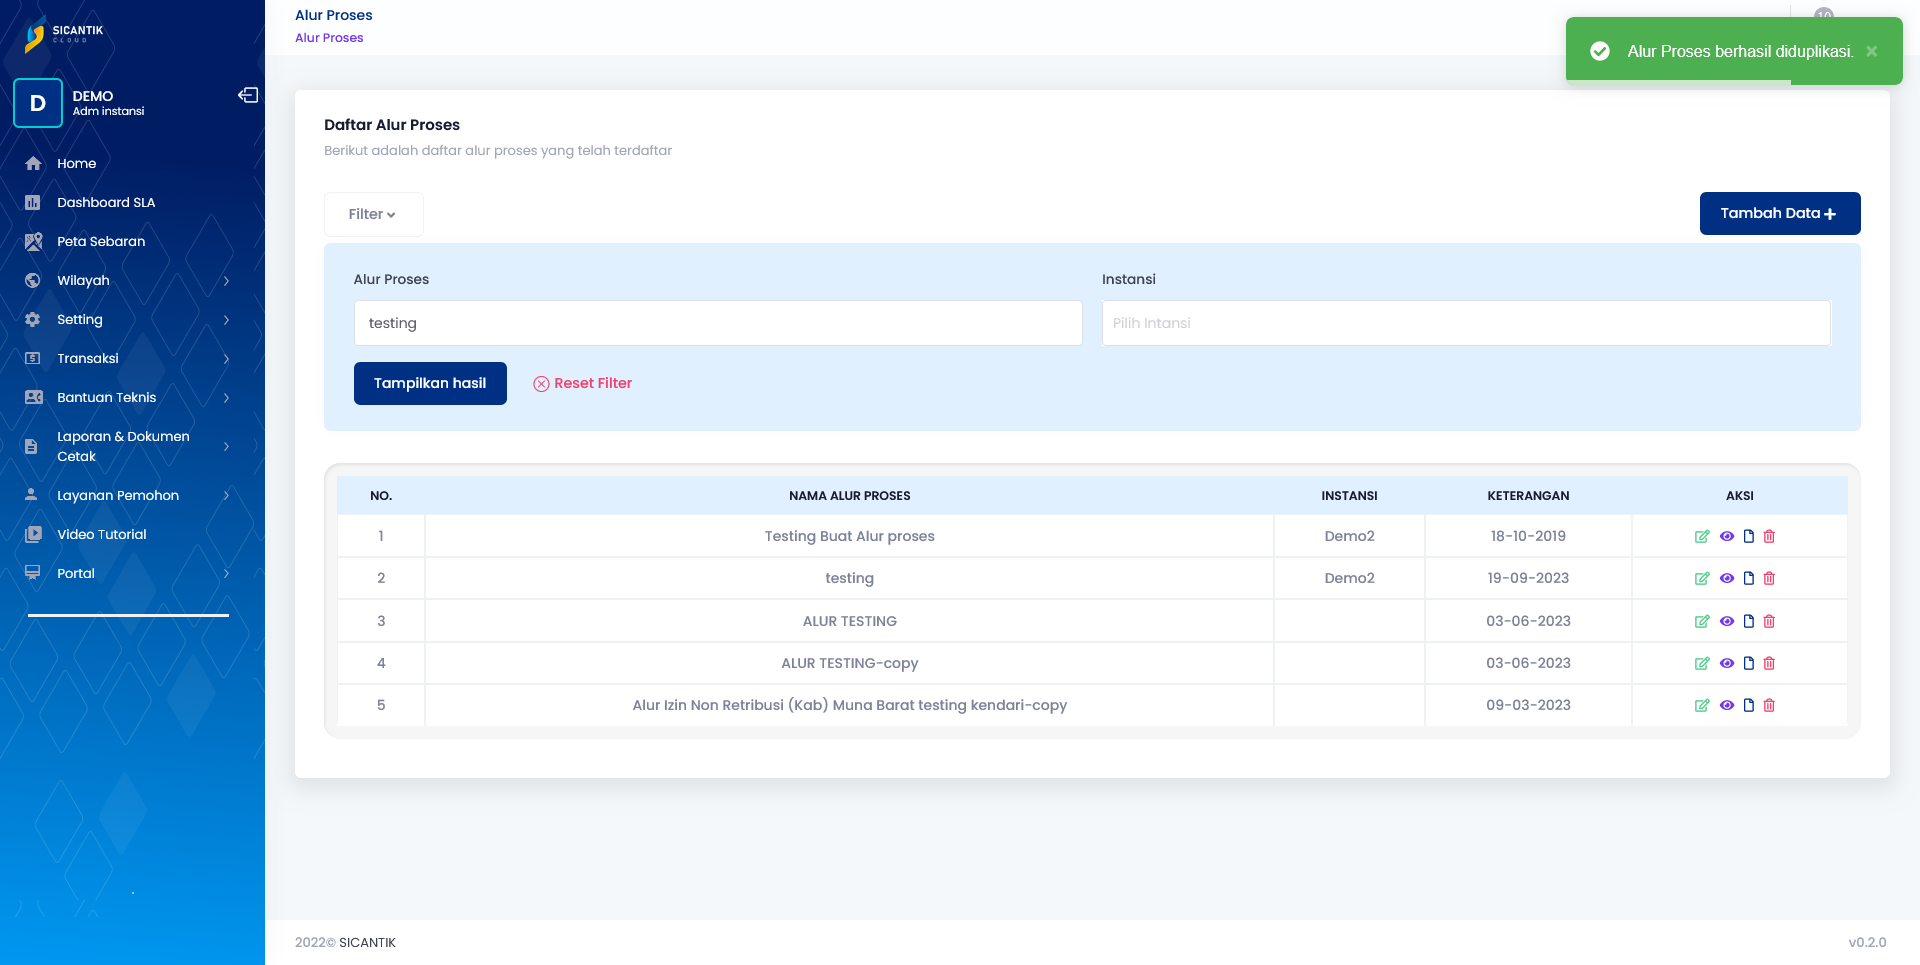 SICANTIK
CLOUD
D
DEMO
Adm instansi
Home
Dashboard SLA
Peta Sebaran
Wilayah
Setting
Transaksi
Bantuan Teknis
Laporan & Dokumen
Cetak
Layanan Pemohon
Video Tutorial
Portal
Alur Proses
Alur Proses
Alur Proses berhasil diduplikasi. ×
Daftar Alur Proses
Berikut adalah daftar alur proses yang telah terdaftar
Filter
Tambah Data +
Alur Proses
Instansi
testing
Pilih Intansi
Tampilkan hasil
Reset Filter
NO. NAMA ALUR PROSES INSTANSI KETERANGAN AKSI
1 Testing Buat Alur proses Demo2 18-10-2019
2 testing Demo2 19-09-2023
3 ALUR TESTING 03-06-2023
4 ALUR TESTING-copy 03-06-2023
5 Alur Izin Non Retribusi (Kab) Muna Barat testing kendari-copy 09-03-2023
2022© SICANTIK
v0.2.0